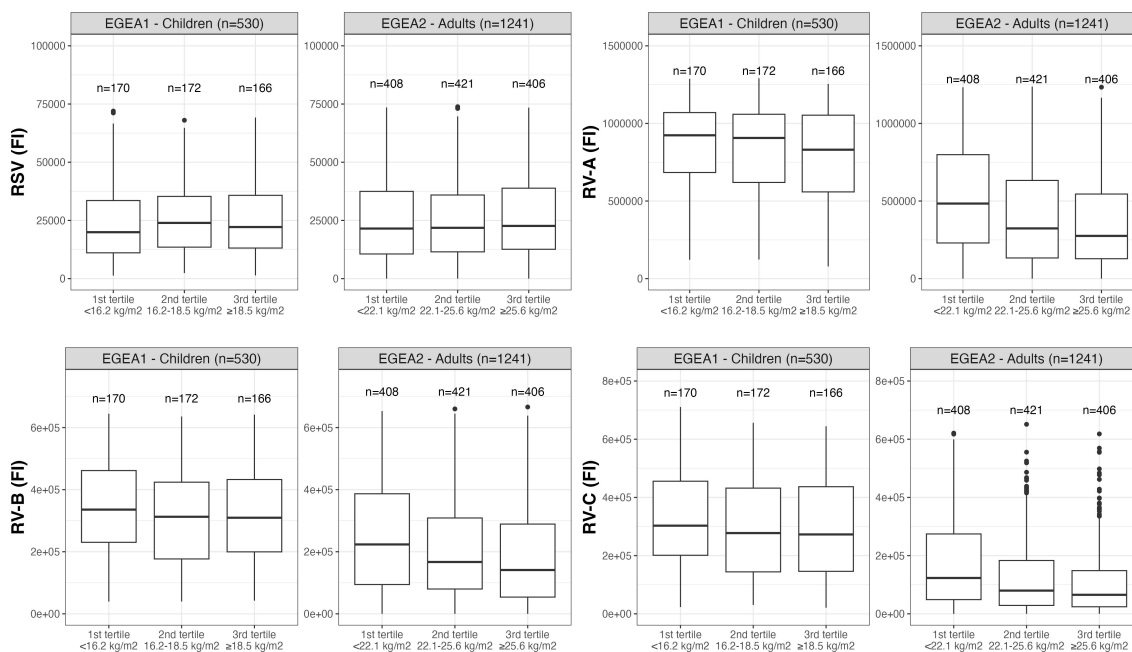 EGEA1 - Children (n=530)
EGEA2 - Adults (n=1241)
RSV (FI)
100000
75000
50000
25000
0
n=170
n=172
n=166
1st tertile
<16.2 kg/m2
2nd tertile
16.2-18.5 kg/m2
3rd tertile
≥18.5 kg/m2
100000
75000
50000
25000
0
n=408
n=421
n=406
1st tertile
<22.1 kg/m2
2nd tertile
22.1-25.6 kg/m2
3rd tertile
≥25.6 kg/m2
EGEA1 - Children (n=530)
EGEA2 - Adults (n=1241)
RV-A (FI)
1500000
1000000
500000
0
n=170
n=172
n=166
1st tertile
<16.2 kg/m2
2nd tertile
16.2-18.5 kg/m2
3rd tertile
≥18.5 kg/m2
1500000
1000000
500000
0
n=408
n=421
n=406
1st tertile
<22.1 kg/m2
2nd tertile
22.1-25.6 kg/m2
3rd tertile
≥25.6 kg/m2
EGEA1 - Children (n=530)
EGEA2 - Adults (n=1241)
RV-B (FI)
6e+05
4e+05
2e+05
0e+00
n=170
n=172
n=166
1st tertile
<16.2 kg/m2
2nd tertile
16.2-18.5 kg/m2
3rd tertile
≥18.5 kg/m2
6e+05
4e+05
2e+05
0e+00
n=408
n=421
n=406
1st tertile
<22.1 kg/m2
2nd tertile
22.1-25.6 kg/m2
3rd tertile
≥25.6 kg/m2
EGEA1 - Children (n=530)
EGEA2 - Adults (n=1241)
RV-C (FI)
8e+05
6e+05
4e+05
2e+05
0e+00
n=170
n=172
n=166
1st tertile
<16.2 kg/m2
2nd tertile
16.2-18.5 kg/m2
3rd tertile
≥18.5 kg/m2
8e+05
6e+05
4e+05
2e+05
0e+00
n=408
n=421
n=406
1st tertile
<22.1 kg/m2
2nd tertile
22.1-25.6 kg/m2
3rd tertile
≥25.6 kg/m2